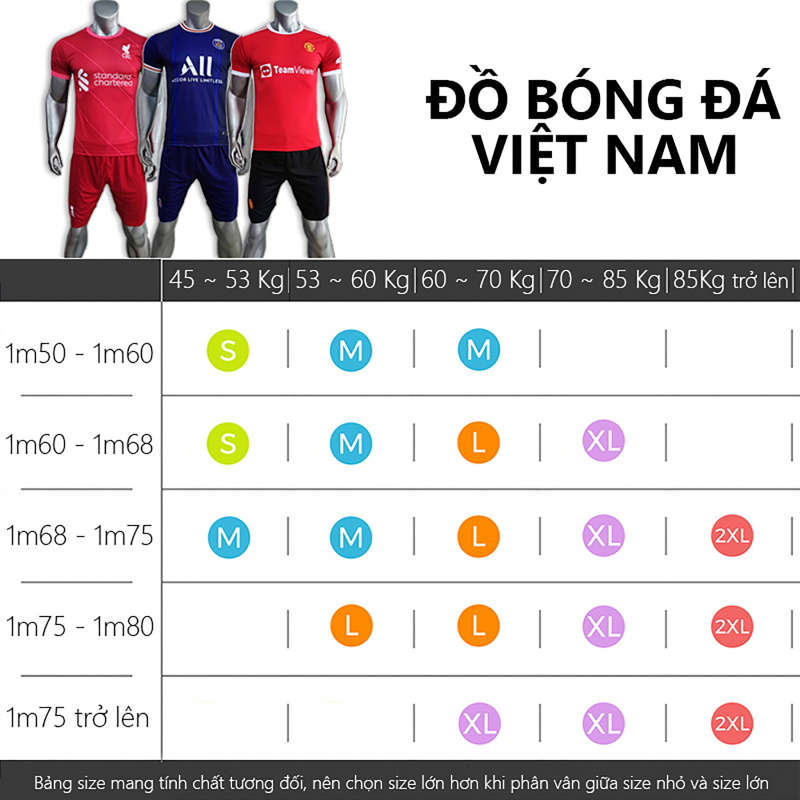 standard
chartered
All
ACCOR LIVE LIMITLESS
TeamViewer
ĐỒ BÓNG ĐÁ
VIỆT NAM
45 ~ 53 Kg 53 ~ 60 Kg 60 ~ 70 Kg 70 ~ 85 Kg 85Kg trở lên
1m50 - 1m60 S M M
1m60 - 1m68 S M L XL
1m68 - 1m75 M M L XL 2XL
1m75 - 1m80 L L XL 2XL
1m75 trở lên XL XL 2XL
Bảng size mang tính chất tương đối, nên chọn size lớn hơn khi phân vân giữa size nhỏ và size lớn